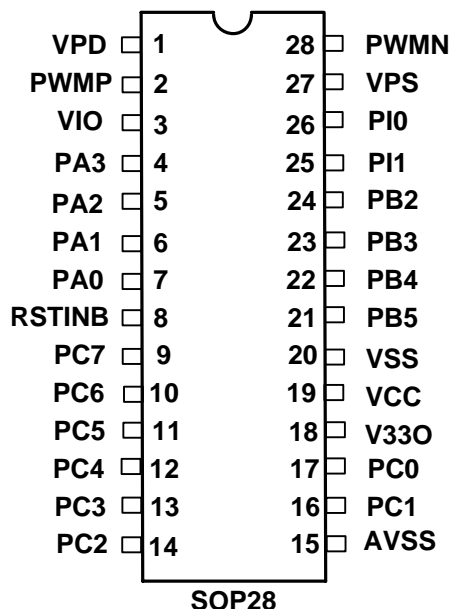 VPD 1 28 PWMN
PWMP 2 27 VPS
VIO 3 26 PI0
PA3 4 25 PI1
PA2 5 24 PB2
PA1 6 23 PB3
PA0 7 22 PB4
RSTINB 8 21 PB5
PC7 9 20 VSS
PC6 10 19 VCC
PC5 11 18 V33O
PC4 12 17 PC0
PC3 13 16 PC1
PC2 14 15 AVSS
SOP28